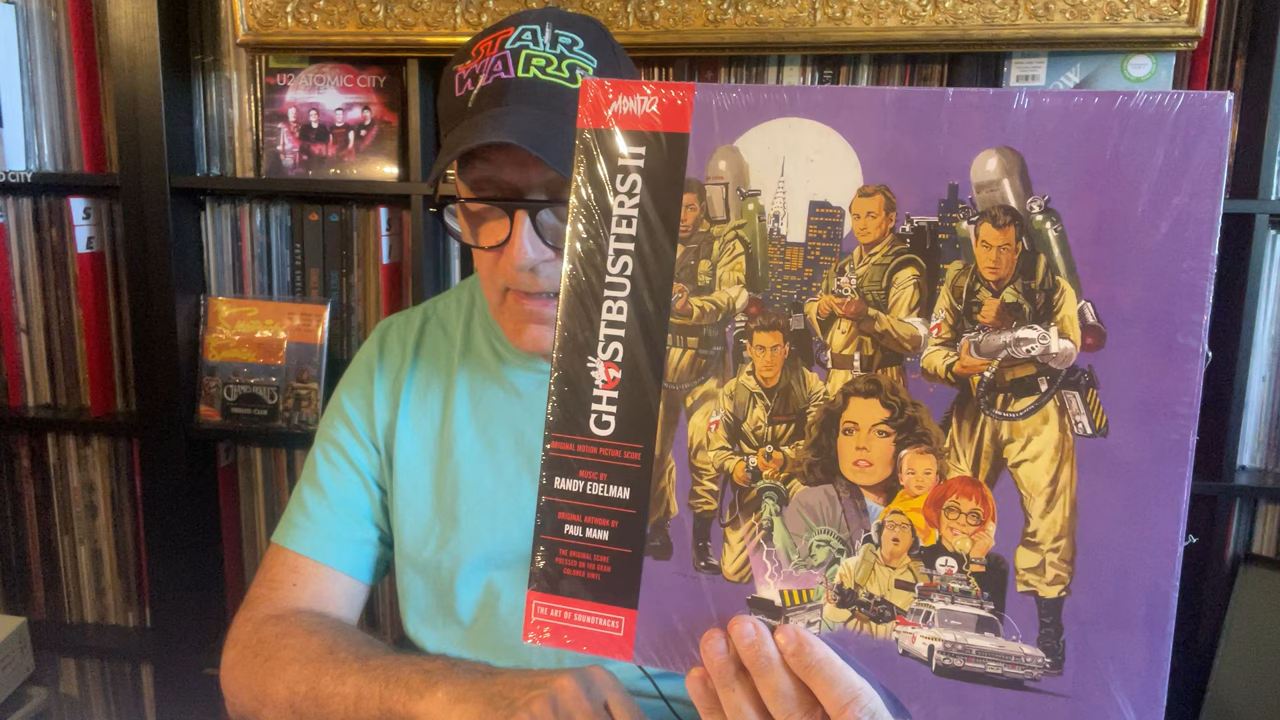 STAR
WARS
U2 ATOMIC CITY
CITY
MONDO
GHOSTBUSTERS II
ORIGINAL MOTION PICTURE SCORE
MUSIC BY
RANDY EDELMAN
ORIGINAL ARTWORK BY
PAUL MANN
THE ORIGINAL SCORE
PRESSED ON 180 GRAM
COLORED VINYL
THE ART OF SOUNDTRACKS